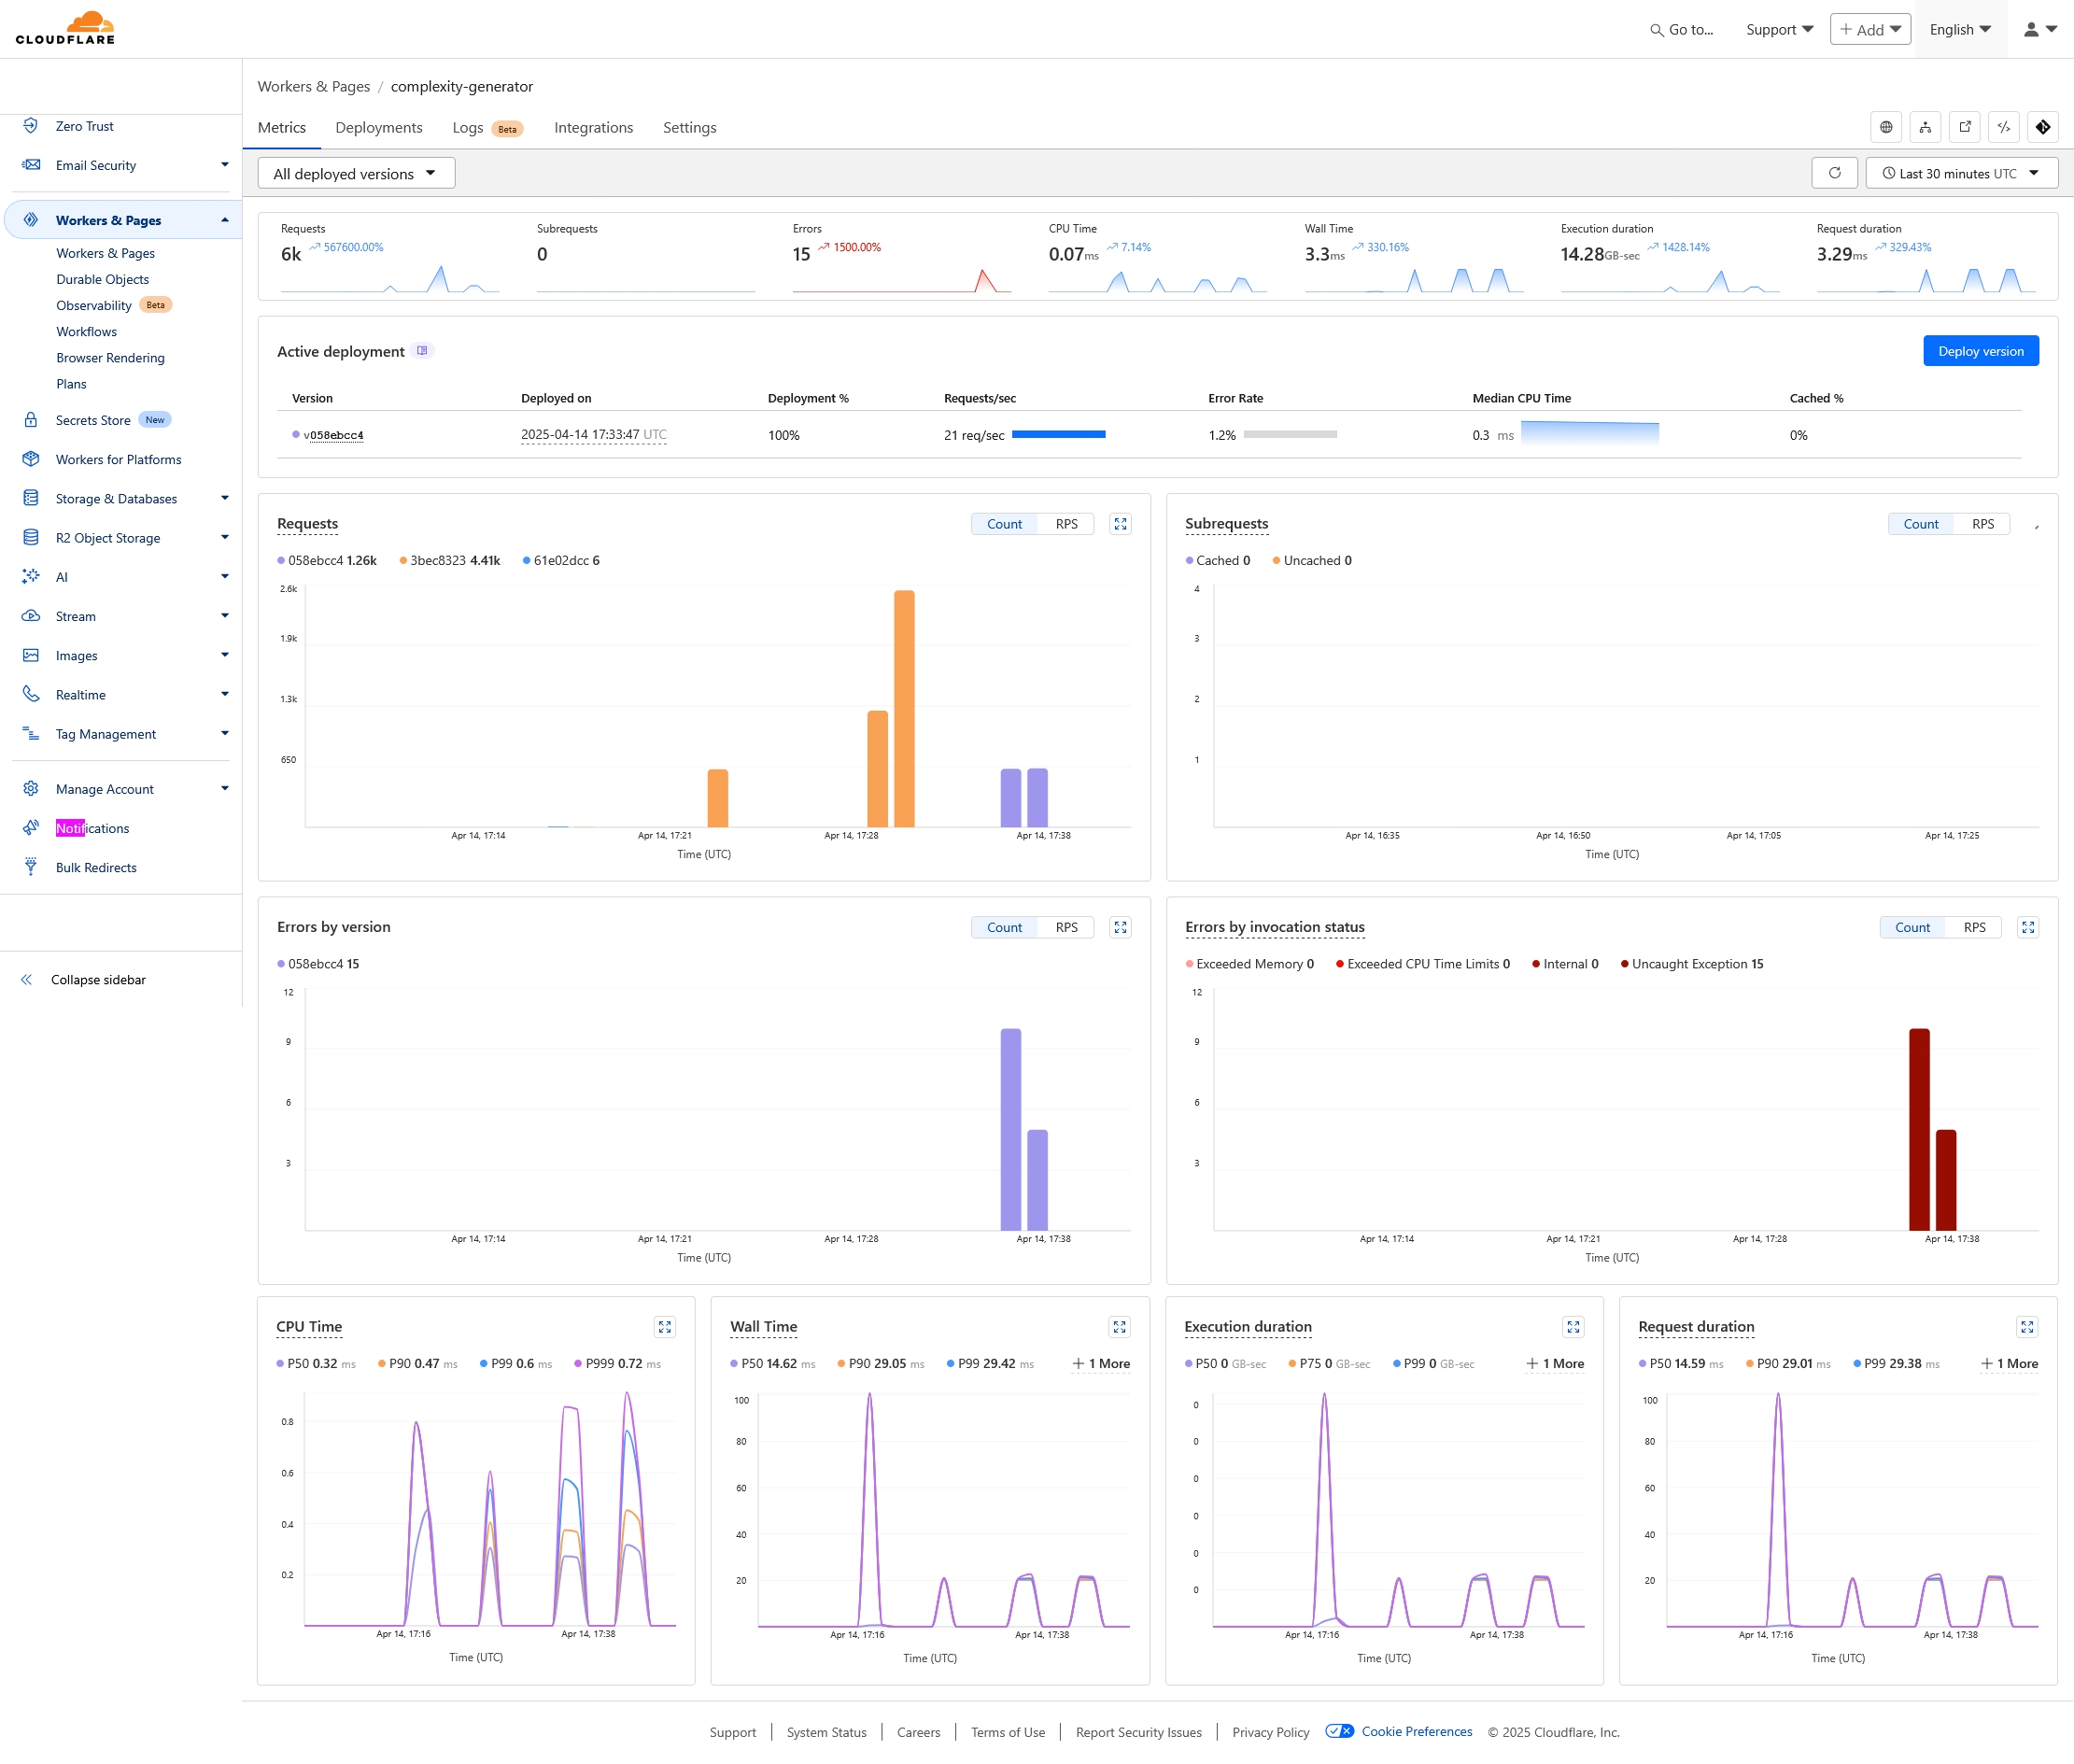 CLOUDFLARE
Go to...
Support
Add
English
Zero Trust
Email Security
Workers & Pages
Workers & Pages
Durable Objects
Observability Beta
Workflows
Browser Rendering
Plans
Secrets Store New
Workers for Platforms
Storage & Databases
R2 Object Storage
AI
Stream
Images
Realtime
Tag Management
Manage Account
Notifications
Bulk Redirects
Collapse sidebar
Workers & Pages / complexity-generator
Metrics Deployments Logs Beta Integrations Settings
All deployed versions
Last 30 minutes UTC
Requests
6k 567600.00%
Subrequests
0
Errors
15 1500.00%
CPU Time
0.07ms 7.14%
Wall Time
3.3ms 330.16%
Execution duration
14.28GB-sec 1428.14%
Request duration
3.29ms 329.43%
Active deployment
Deploy version
Version Deployed on Deployment % Requests/sec Error Rate Median CPU Time Cached %
v058ebcc4 2025-04-14 17:33:47 UTC 100% 21 req/sec 1.2% 0.3 ms 0%
Requests
Count RPS
058ebcc4 1.26k 3bec8323 4.41k 61e02dcc 6
2.6k
1.9k
1.3k
650
Apr 14, 17:14 Apr 14, 17:21 Apr 14, 17:28 Apr 14, 17:38
Time (UTC)
Subrequests
Count RPS
Cached 0 Uncached 0
4
3
2
1
Apr 14, 16:35 Apr 14, 16:50 Apr 14, 17:05 Apr 14, 17:25
Time (UTC)
Errors by version
Count RPS
058ebcc4 15
12
9
6
3
Apr 14, 17:14 Apr 14, 17:21 Apr 14, 17:28 Apr 14, 17:38
Time (UTC)
Errors by invocation status
Count RPS
Exceeded Memory 0 Exceeded CPU Time Limits 0 Internal 0 Uncaught Exception 15
12
9
6
3
Apr 14, 17:14 Apr 14, 17:21 Apr 14, 17:28 Apr 14, 17:38
Time (UTC)
CPU Time
P50 0.32 ms P90 0.47 ms P99 0.6 ms P999 0.72 ms
0.8
0.6
0.4
0.2
Apr 14, 17:16 Apr 14, 17:38
Time (UTC)
Wall Time
P50 14.62 ms P90 29.05 ms P99 29.42 ms + 1 More
100
80
60
40
20
Apr 14, 17:16 Apr 14, 17:38
Time (UTC)
Execution duration
P50 0 GB-sec P75 0 GB-sec P99 0 GB-sec + 1 More
0
0
0
0
0
0
Apr 14, 17:16 Apr 14, 17:38
Time (UTC)
Request duration
P50 14.59 ms P90 29.01 ms P99 29.38 ms + 1 More
100
80
60
40
20
Apr 14, 17:16 Apr 14, 17:38
Time (UTC)
Support | System Status | Careers | Terms of Use | Report Security Issues | Privacy Policy Cookie Preferences © 2025 Cloudflare, Inc.